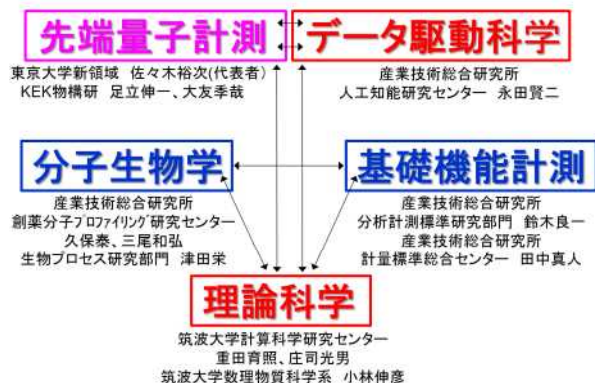 先端量子計測
データ駆動科学
東京大学新領域 佐々木裕次(代表者)
KEK物構研 足立伸一、大友季哉
産業技術総合研究所
人工知能研究センター 永田賢二
分子生物学
基礎機能計測
産業技術総合研究所
創薬分子プロファイリング研究センター
久保泰、三尾和弘
生物プロセス研究部門 津田栄
産業技術総合研究所
分析計測標準研究部門 鈴木良一
産業技術総合研究所
計量標準総合センター 田中真人
理論科学
筑波大学計算科学研究センター
重田育照、庄司光男
筑波大学数理物質科学系 小林伸彦